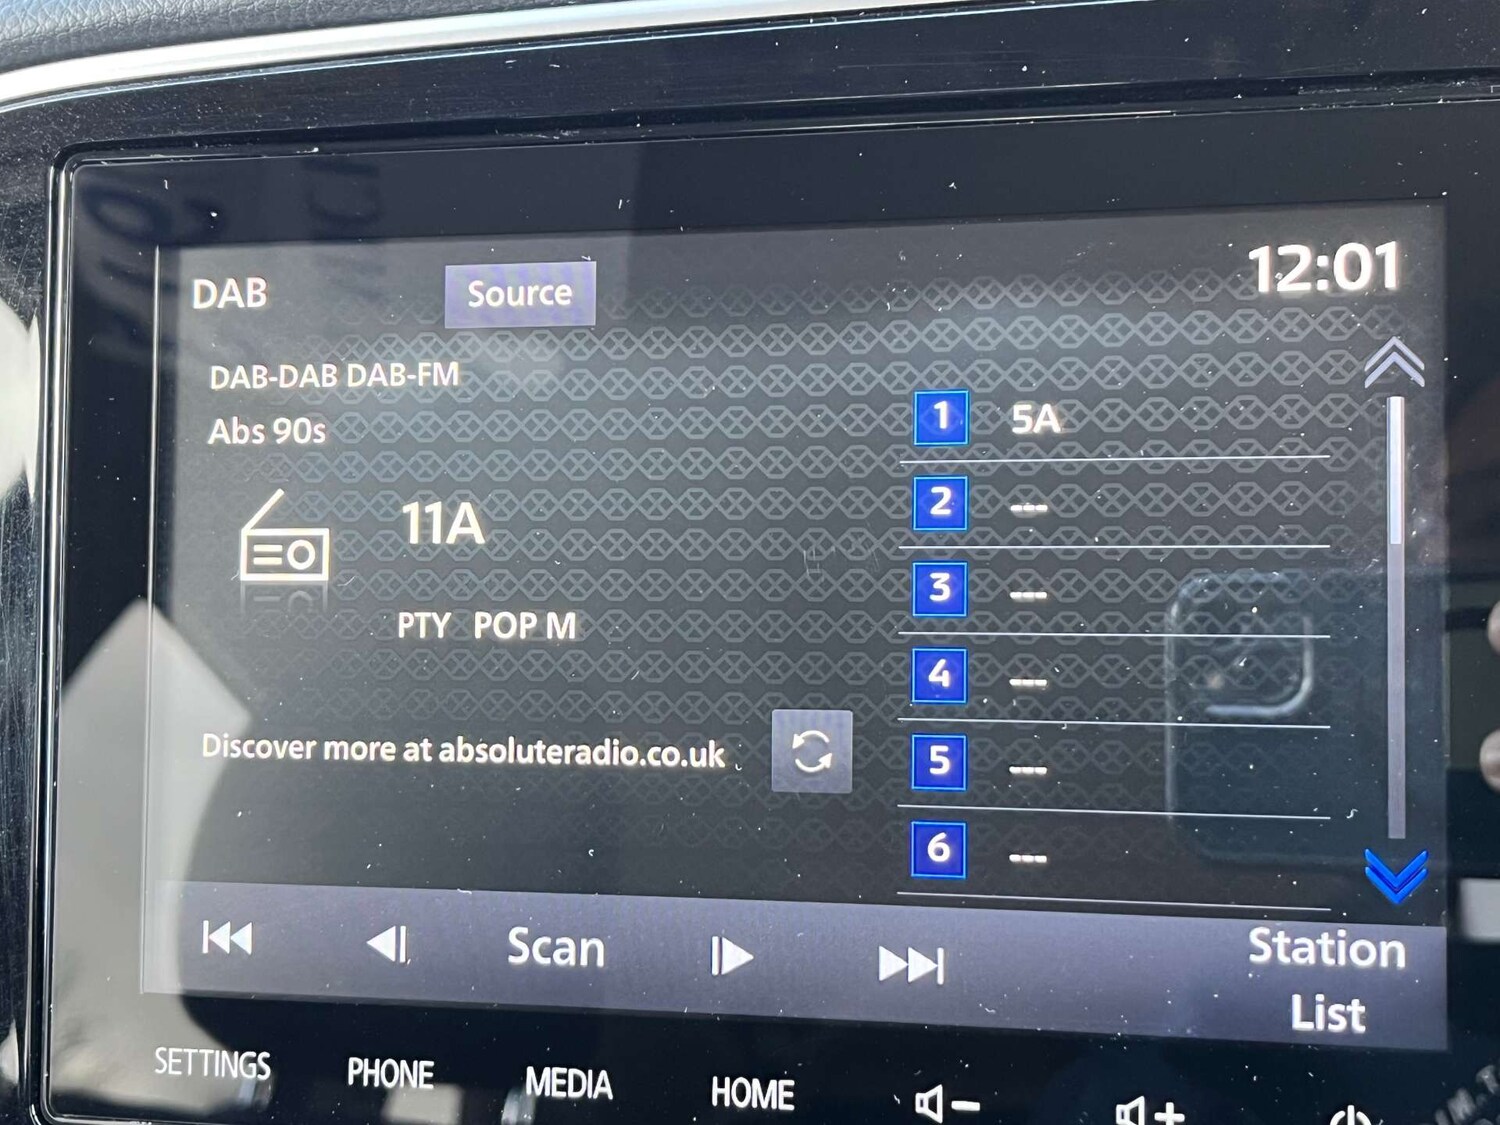 DAB
Source
12:01
DAB-DAB DAB-FM
Abs 90s
11A
PTY POP M
Discover more at absoluteradio.co.uk
1 5A
2 ---
3 ---
4 ---
5 ---
6 ---
Scan
Station
List
SETTINGS
PHONE
MEDIA
HOME